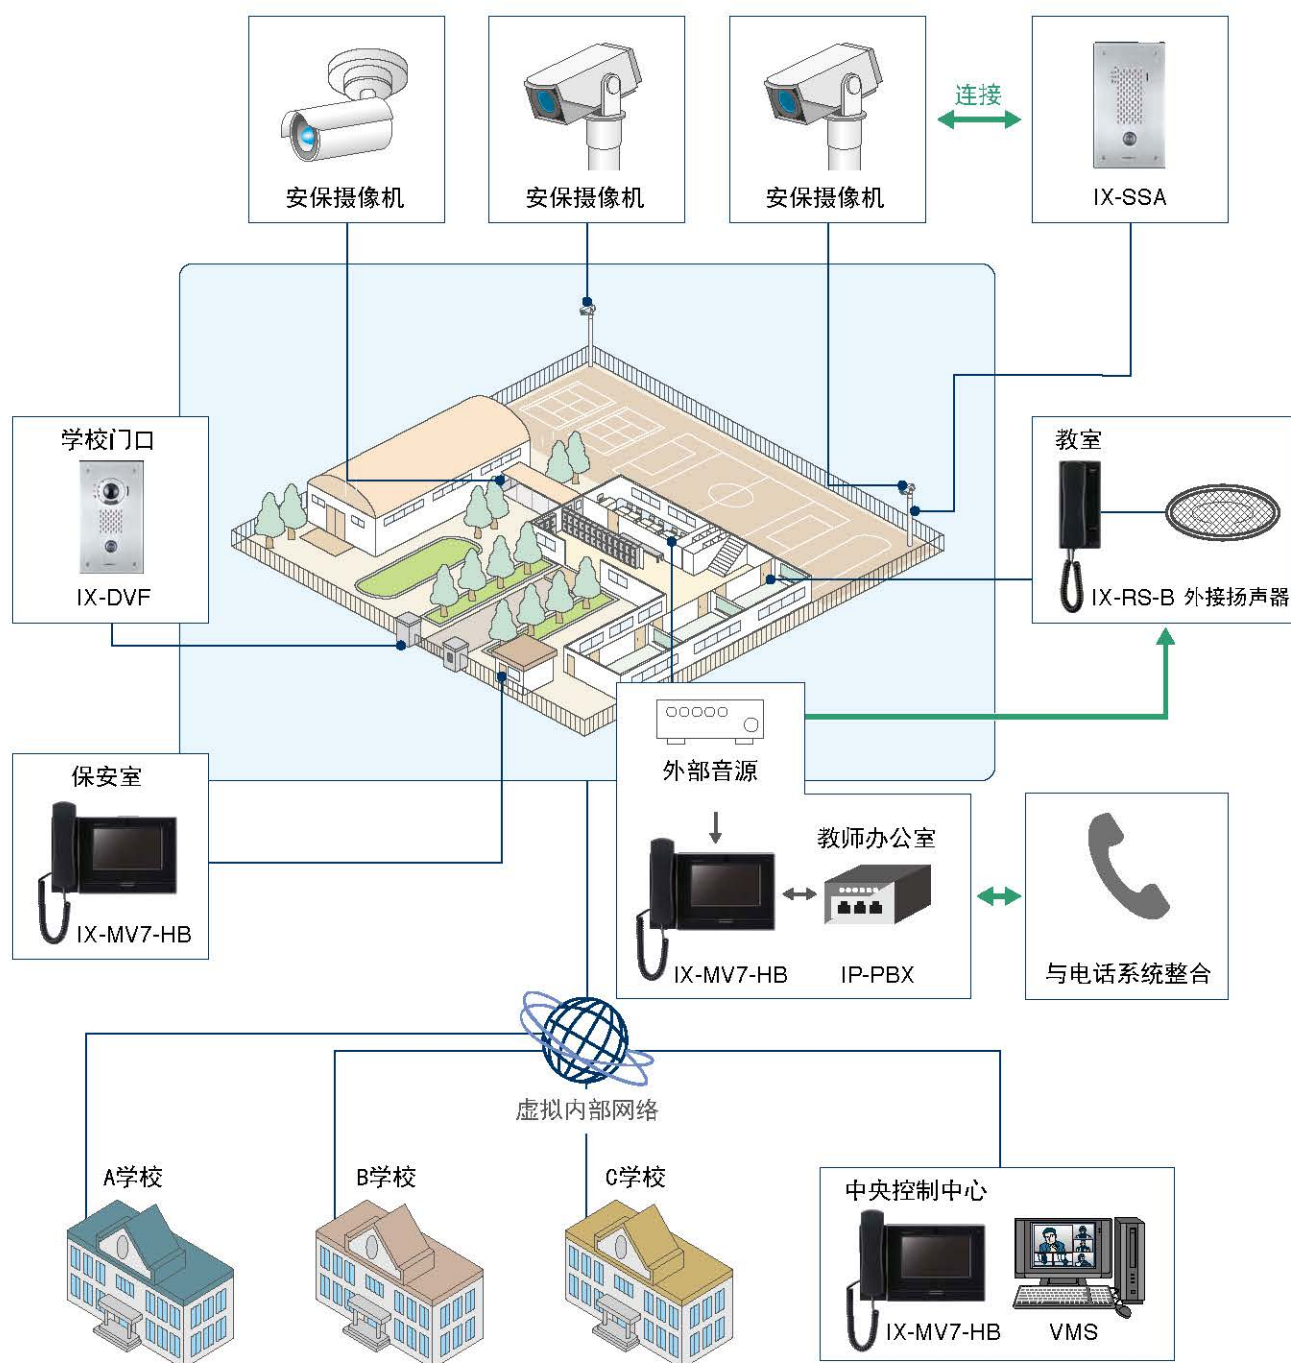 安保摄像机
安保摄像机
安保摄像机
连接
IX-SSA
学校门口
IX-DVF
教室
IX-RS-B 外接扬声器
保安室
IX-MV7-HB
外部音源
教师办公室
IX-MV7-HB
IP-PBX
与电话系统整合
虚拟内部网络
A学校
B学校
C学校
中央控制中心
IX-MV7-HB
VMS